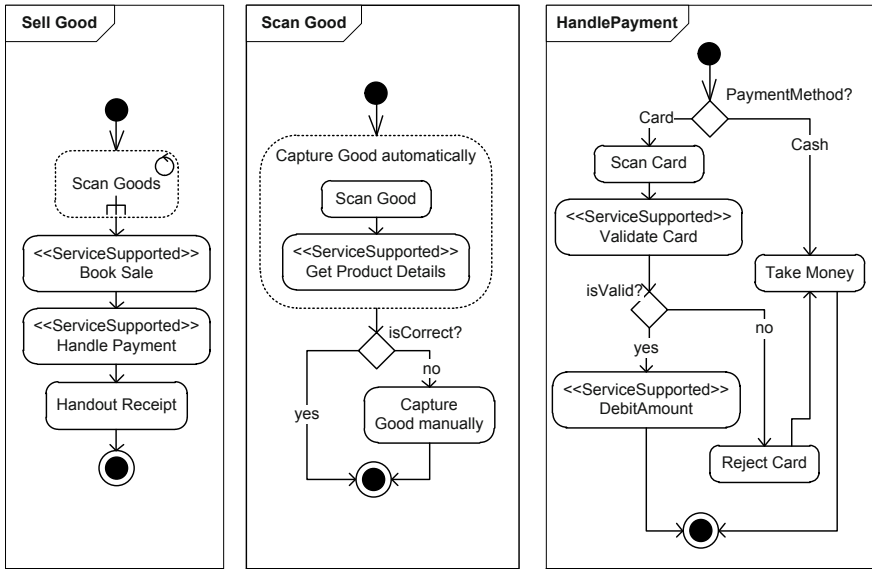 Sell Good
Scan Goods
<<ServiceSupported>>
Book Sale
<<ServiceSupported>>
Handle Payment
Handout Receipt
Scan Good
Capture Good automatically
Scan Good
<<ServiceSupported>>
Get Product Details
isCorrect?
yes
no
Capture
Good manually
HandlePayment
PaymentMethod?
Card
Cash
Scan Card
<<ServiceSupported>>
Validate Card
Take Money
isValid?
no
yes
<<ServiceSupported>>
DebitAmount
Reject Card